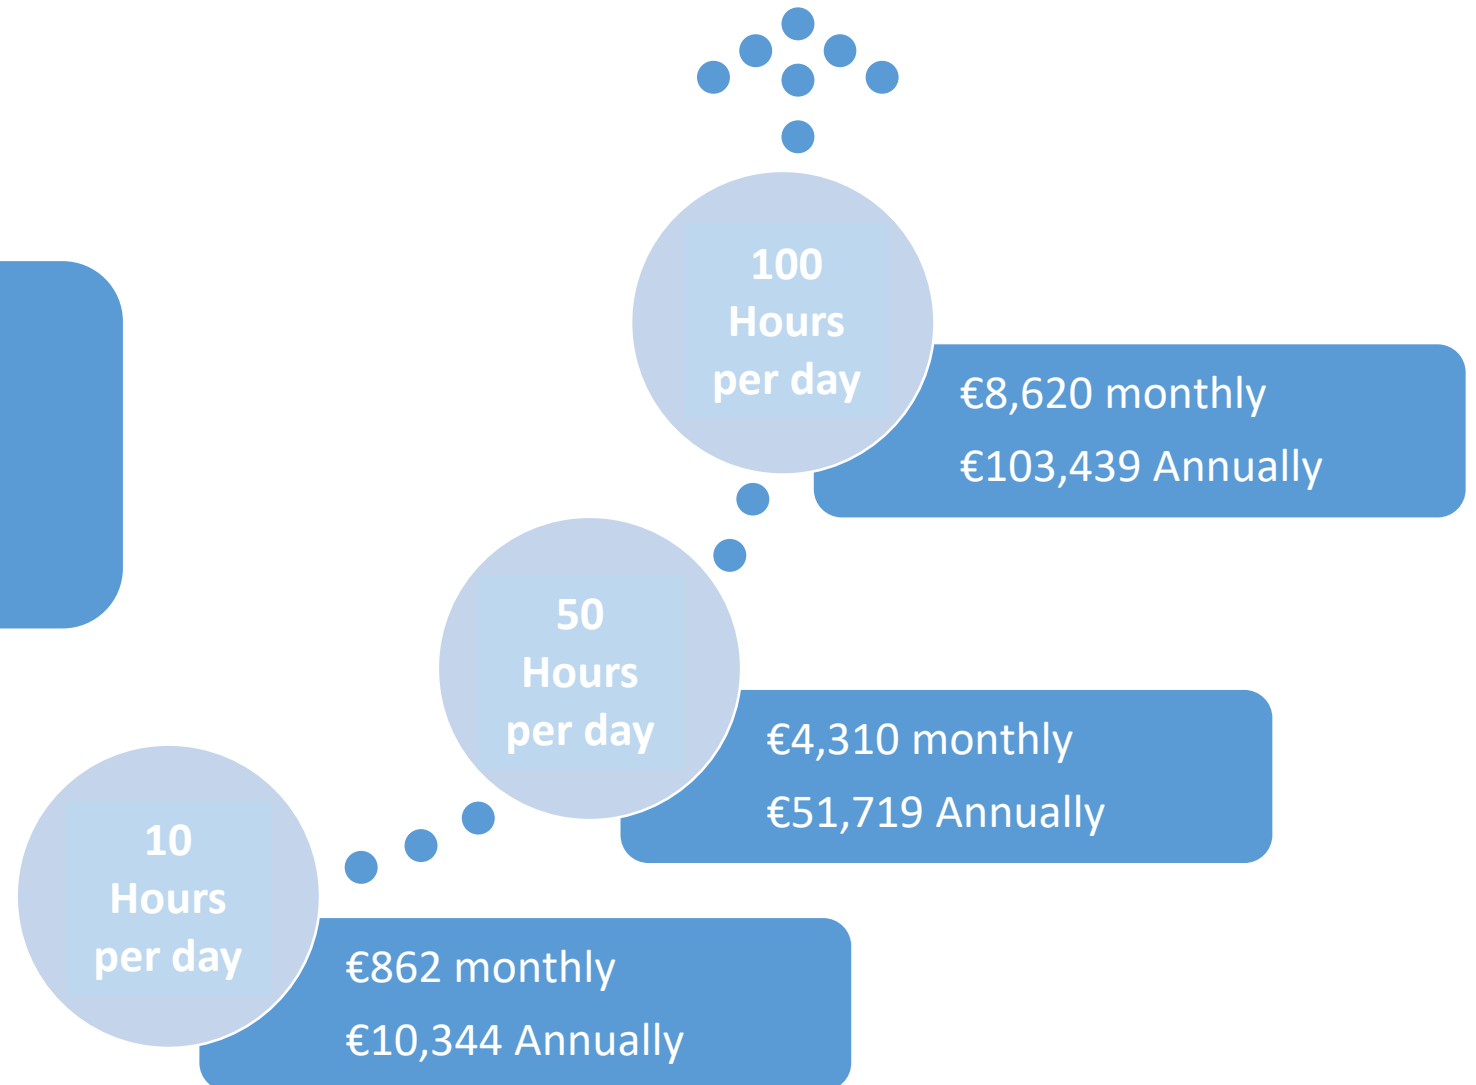 100
Hours
per day
€8,620 monthly
€103,439 Annually
50
Hours
per day
€4,310 monthly
€51,719 Annually
10
Hours
per day
€862 monthly
€10,344 Annually